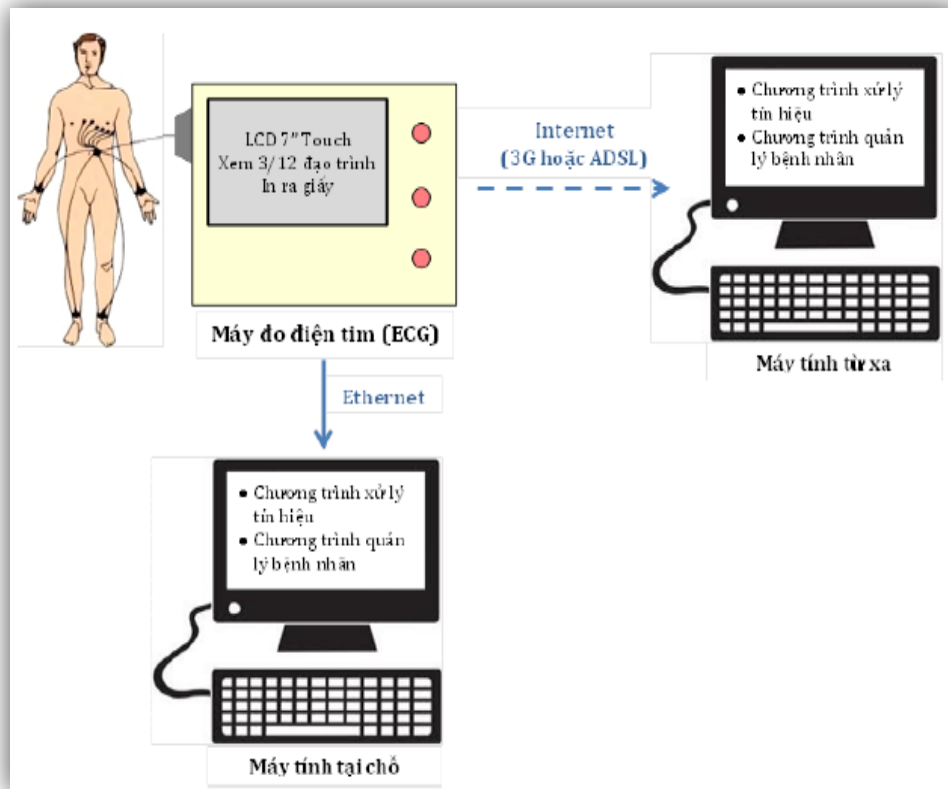 LCD 7" Touch
Xem 3/12 đạo trình
In ra giấy
Máy đo điện tim (ECG)
Internet
(3G hoặc ADSL)
• Chương trình xử lý
tín hiệu
• Chương trình quản
lý bệnh nhân
Máy tính từ xa
Ethernet
• Chương trình xử lý
tín hiệu
• Chương trình quản
lý bệnh nhân
Máy tính tại chỗ